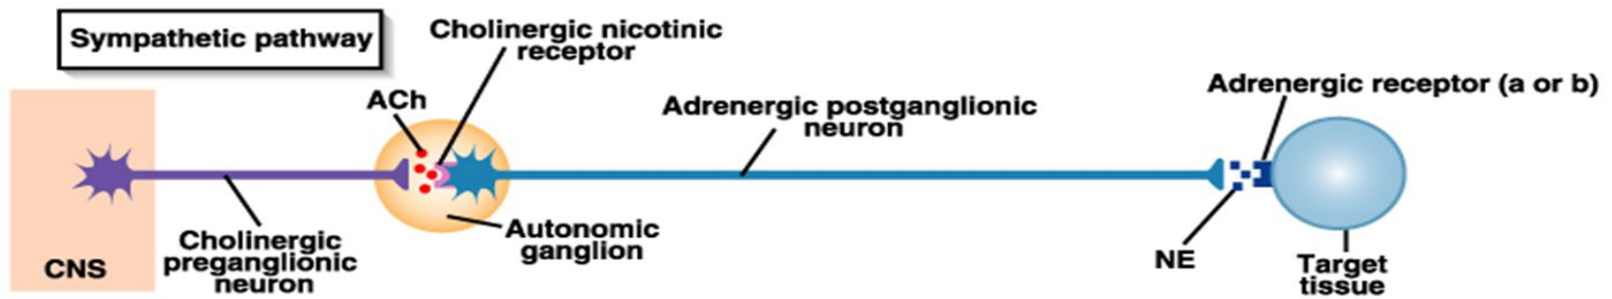 Sympathetic pathway
Cholinergic nicotinic
receptor
ACh
Adrenergic postganglionic
neuron
Adrenergic receptor (a or b)
Autonomic
ganglion
Cholinergic
preganglionic
neuron
CNS
NE
Target
tissue